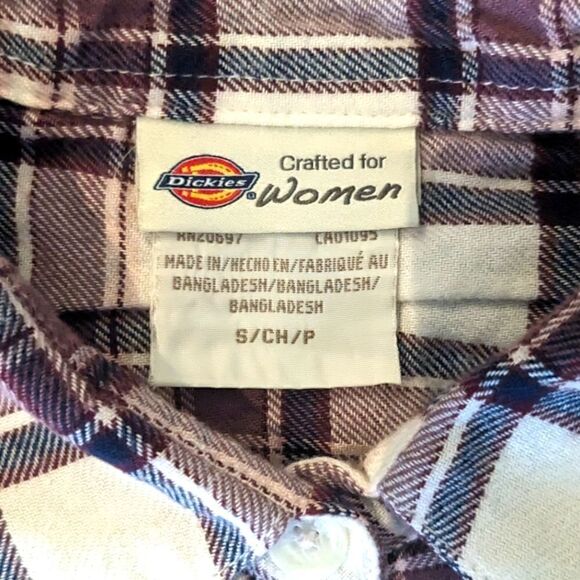 Dickies
Crafted for
Women
RN20697 CA01095
MADE IN/HECHO EN/FABRIQUÉ AU
BANGLADESH/BANGLADESH/
BANGLADESH
S/CH/P